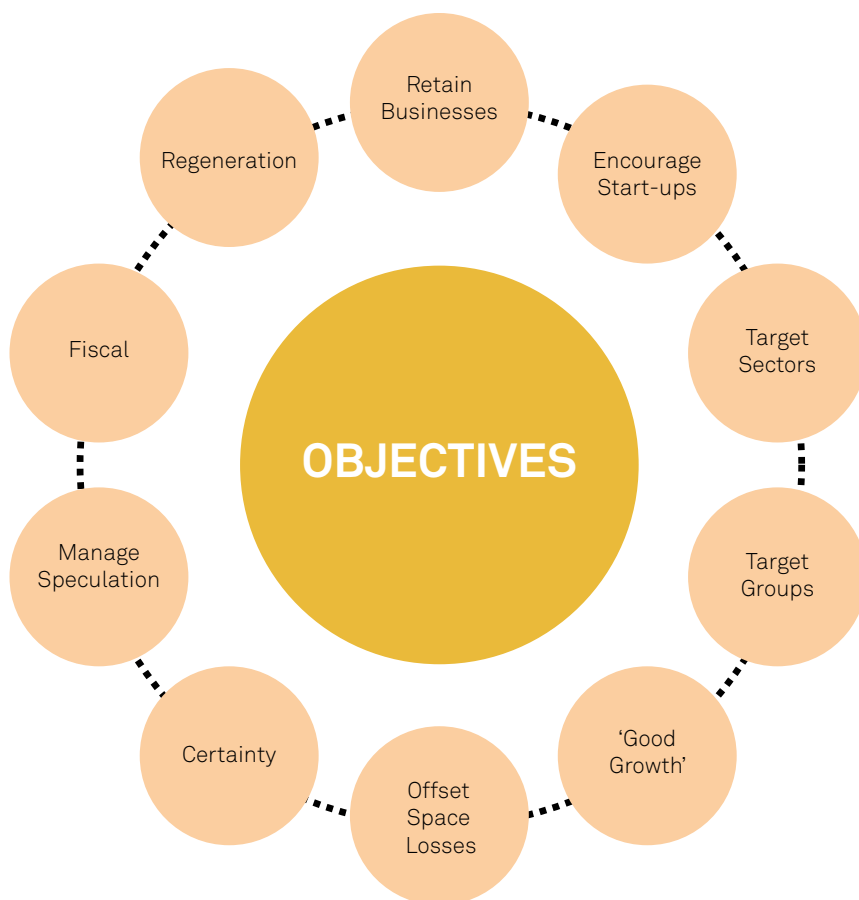 Retain
Businesses
Encourage
Start-ups
Target
Sectors
Target
Groups
‘Good
Growth’
Offset
Space
Losses
Certainty
Manage
Speculation
Fiscal
Regeneration
OBJECTIVES